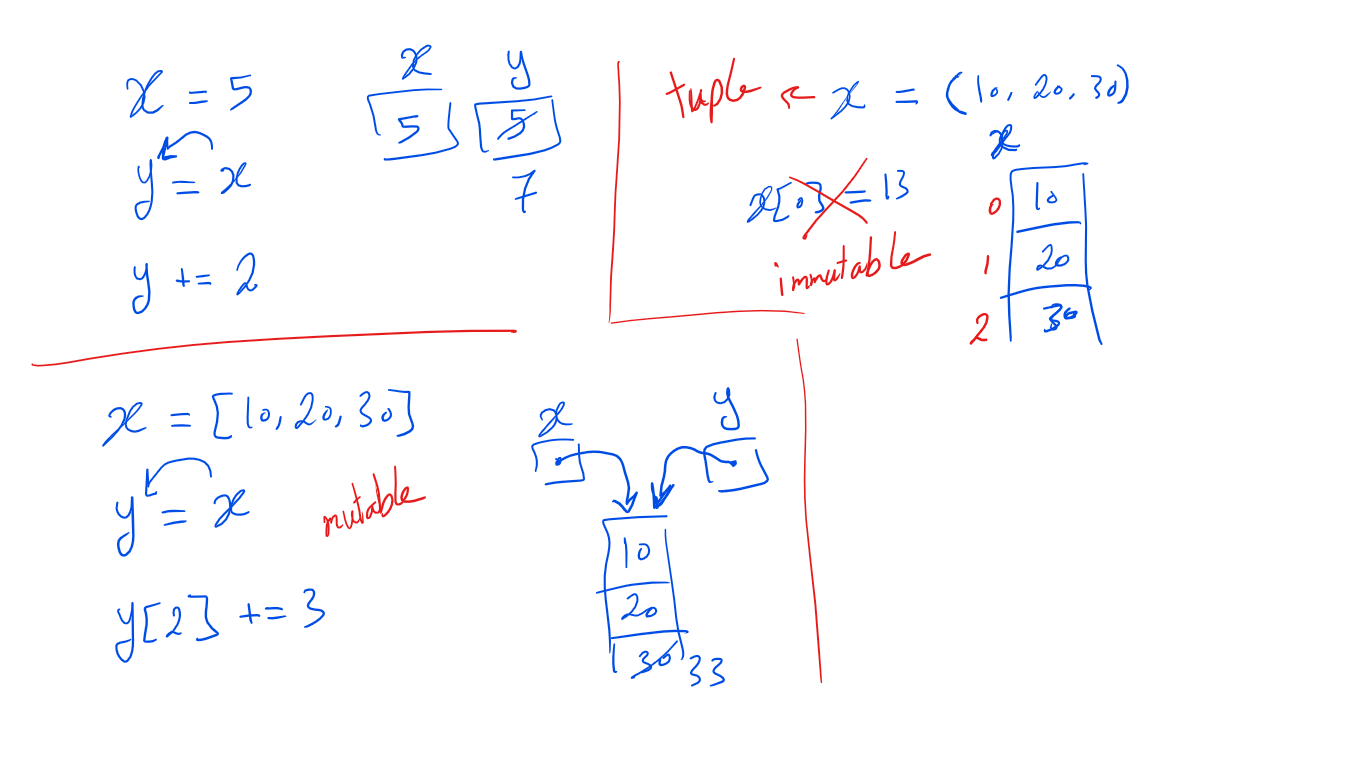 x = 5
y = x
y += 2
x y
5 5
7
tuple ← x = (10, 20, 30)
x
x[0] = 13
immutable
0 10
1 20
2 30
x = [10, 20, 30]
y = x
mutable
y[2] += 3
x y
10
20
30 33